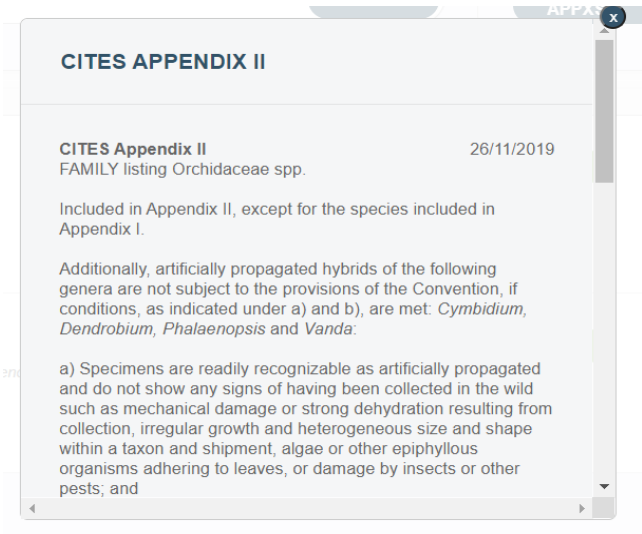 APPXS
x
CITES APPENDIX II
CITES Appendix II 26/11/2019
FAMILY listing Orchidaceae spp.
Included in Appendix II, except for the species included in
Appendix I.
Additionally, artificially propagated hybrids of the following
genera are not subject to the provisions of the Convention, if
conditions, as indicated under a) and b), are met: Cymbidium,
Dendrobium, Phalaenopsis and Vanda:
a) Specimens are readily recognizable as artificially propagated
and do not show any signs of having been collected in the wild
such as mechanical damage or strong dehydration resulting from
collection, irregular growth and heterogeneous size and shape
within a taxon and shipment, algae or other epiphyllous
organisms adhering to leaves, or damage by insects or other
pests; and